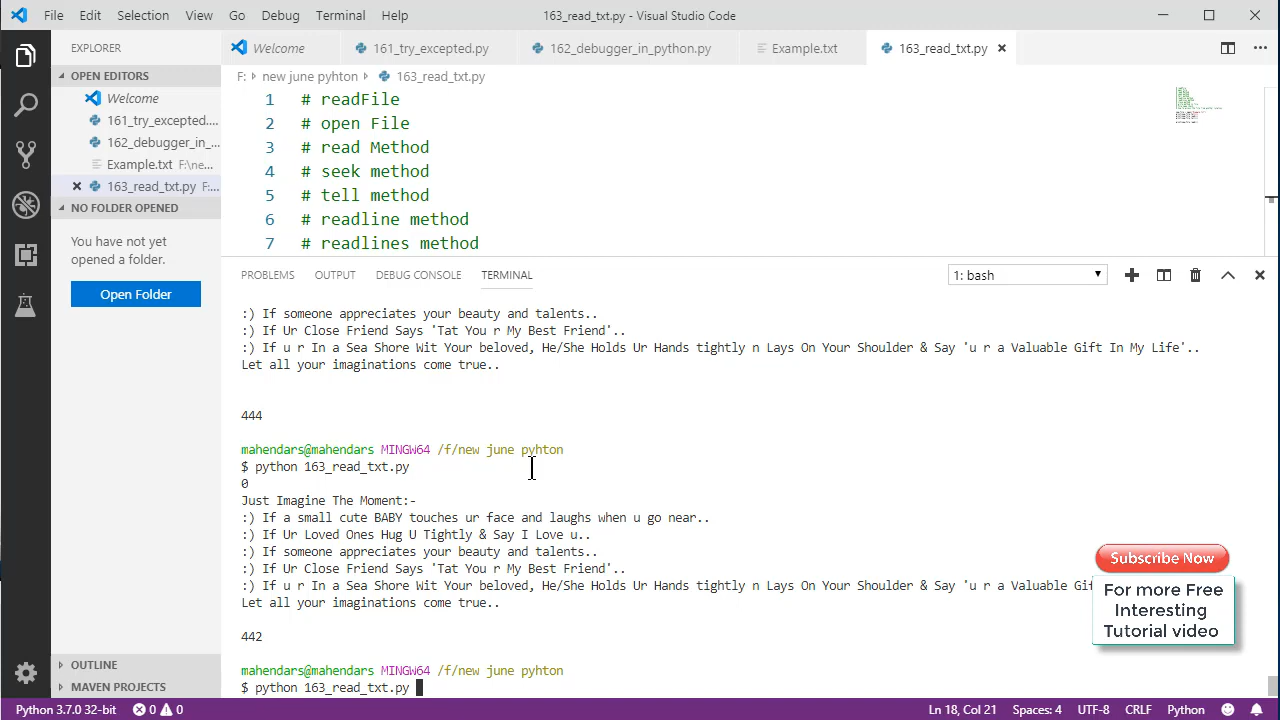 File Edit Selection View Go Debug Terminal Help 163_read_txt.py - Visual Studio Code
EXPLORER
Welcome 161_try_excepted.py 162_debugger_in_python.py Example.txt 163_read_txt.py
OPEN EDITORS
Welcome
161_try_excepted....
162_debugger_in_...
Example.txt F:\ne...
163_read_txt.py F:...
NO FOLDER OPENED
You have not yet
opened a folder.
Open Folder
OUTLINE
MAVEN PROJECTS
F: > new june pyhton > 163_read_txt.py
1 # readFile
2 # open File
3 # read Method
4 # seek method
5 # tell method
6 # readline method
7 # readlines method
PROBLEMS OUTPUT DEBUG CONSOLE TERMINAL 1: bash
:) If someone appreciates your beauty and talents..
:) If Ur Close Friend Says 'Tat You r My Best Friend'..
:) If u r In a Sea Shore Wit Your beloved, He/She Holds Ur Hands tightly n Lays On Your Shoulder & Say 'u r a Valuable Gift In My Life'..
Let all your imaginations come true..
444
mahendars@mahendars MINGW64 /f/new june pyhton
$ python 163_read_txt.py
0
Just Imagine The Moment:-
:) If a small cute BABY touches ur face and laughs when u go near..
:) If Ur Loved Ones Hug U Tightly & Say I Love u..
:) If someone appreciates your beauty and talents..
:) If Ur Close Friend Says 'Tat You r My Best Friend'..
:) If u r In a Sea Shore Wit Your beloved, He/She Holds Ur Hands tightly n Lays On Your Shoulder & Say 'u r a Valuable Gif
Let all your imaginations come true..
442
mahendars@mahendars MINGW64 /f/new june pyhton
$ python 163_read_txt.py
Subscribe Now
For more Free
Interesting
Tutorial video
Python 3.7.0 32-bit 0 0 Ln 18, Col 21 Spaces: 4 UTF-8 CRLF Python